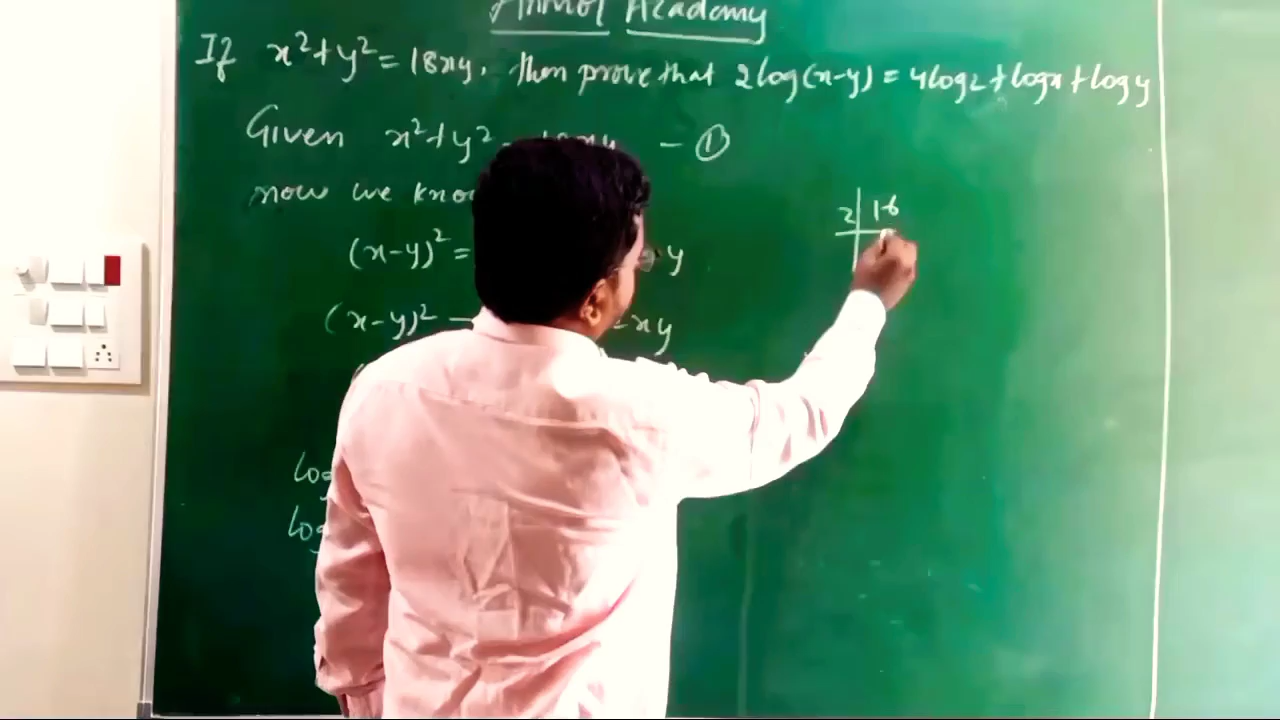 Anmol Academy
If x²+y² = 18xy, then prove that 2log(x-y) = 4log2+logx+logy
Given x²+y² - ①
now we know
(x-y)² = y
(x-y)² xy
2 | 16
log
log